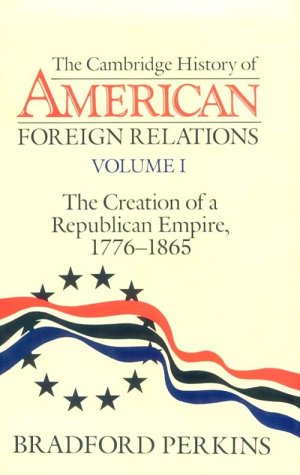 The Cambridge History of
AMERICAN
FOREIGN RELATIONS
VOLUME I
The Creation of a
Republican Empire,
1776–1865
BRADFORD PERKINS